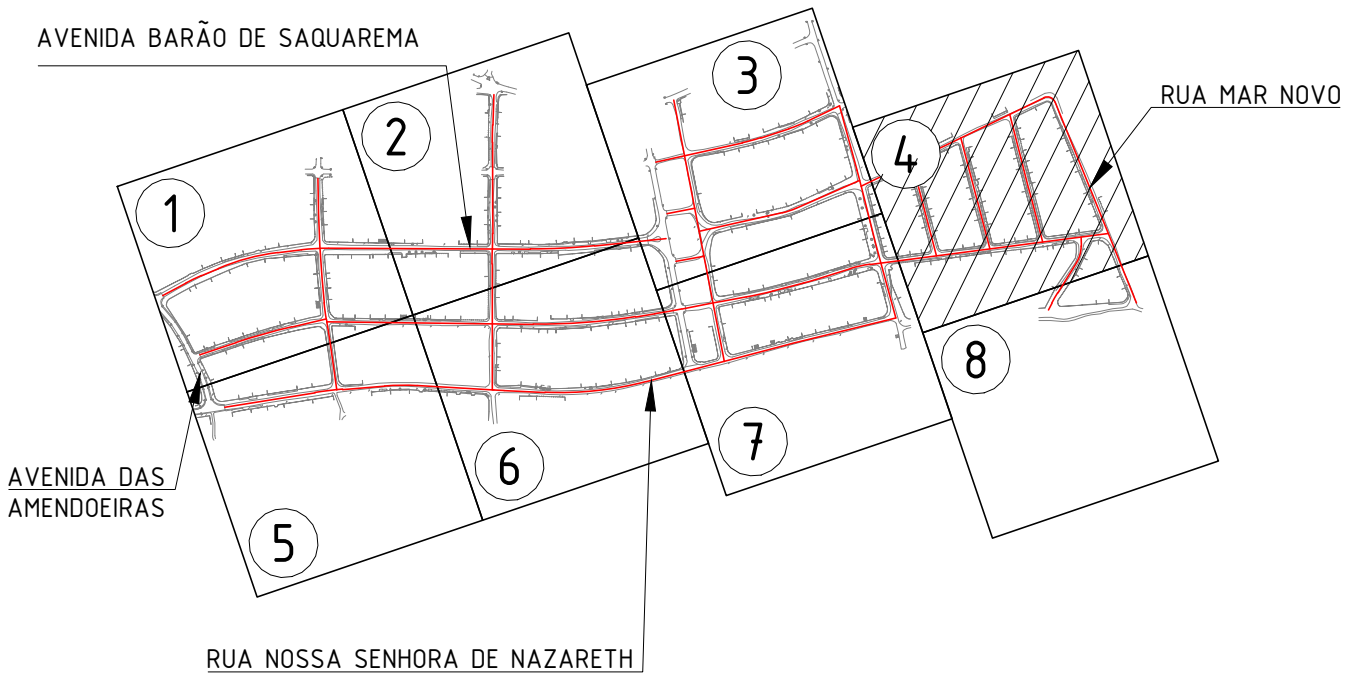 AVENIDA BARÃO DE SAQUAREMA
3
RUA MAR NOVO
2
4
1
8
7
6
AVENIDA DAS
AMENDOEIRAS
5
RUA NOSSA SENHORA DE NAZARETH